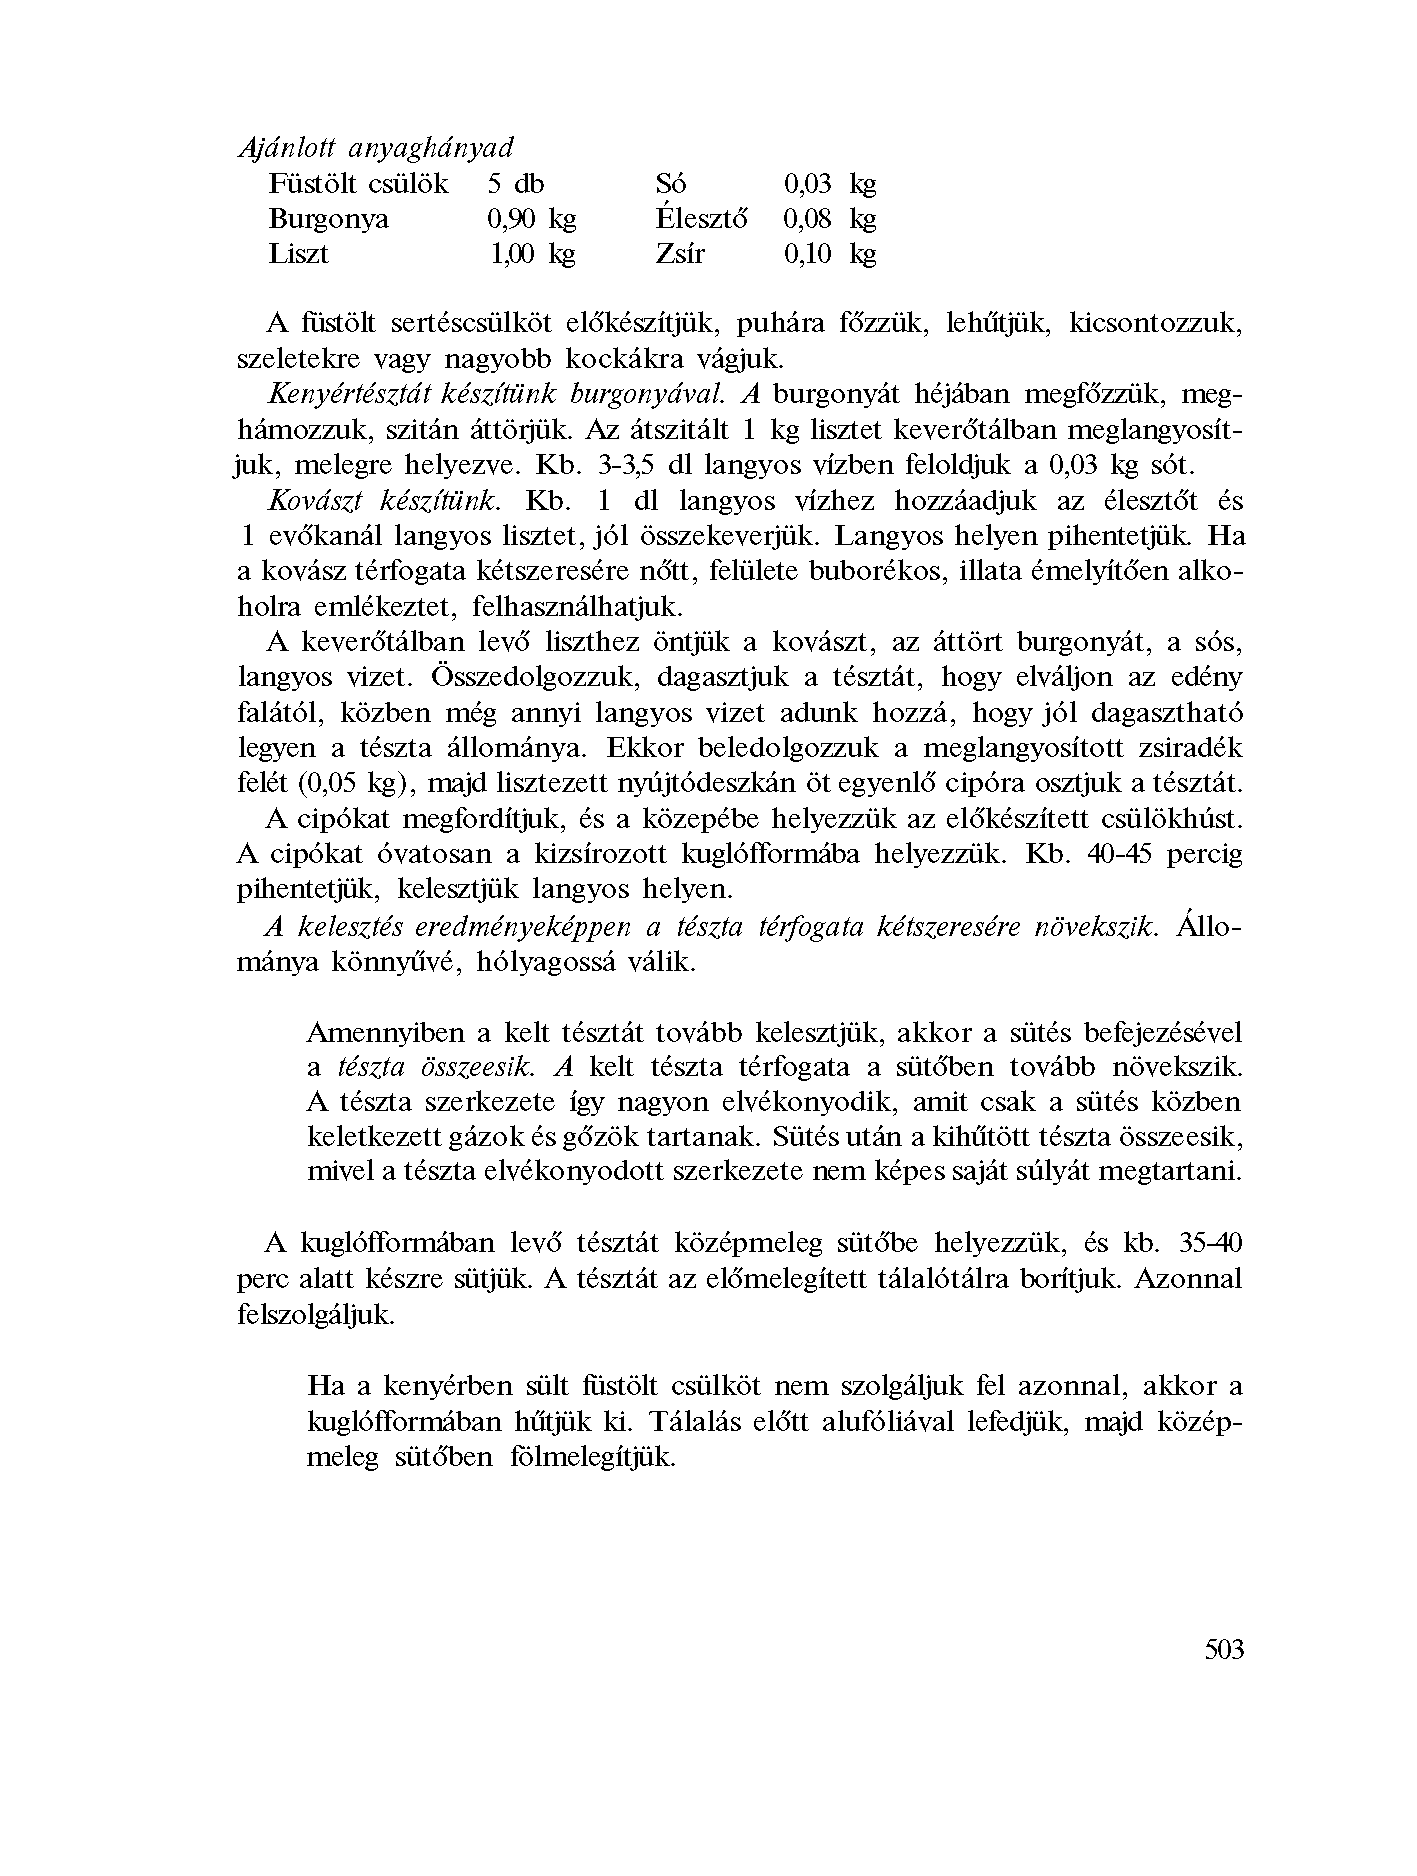 Ajánlott anyaghányad
Füstölt csülök 5 db Só 0,03 kg
Burgonya 0,90 kg Élesztő 0,08 kg
Liszt 1,00 kg Zsír 0,10 kg
A füstölt sertéscsülköt előkészítjük, puhára főzzük, lehűtjük, kicsontozzuk,
szeletekre vagy nagyobb kockákra vágjuk.
Kenyértésztát készítünk burgonyával. A burgonyát héjában megfőzzük, meg-
hámozzuk, szitán áttörjük. Az átszitált 1 kg lisztet keverőtálban meglangyosít-
juk, melegre helyezve. Kb. 3-3,5 dl langyos vízben feloldjuk a 0,03 kg sót.
Kovászt készítünk. Kb. 1 dl langyos vízhez hozzáadjuk az élesztőt és
1 evőkanál langyos lisztet, jól összekeverjük. Langyos helyen pihentetjük. Ha
a kovász térfogata kétszeresére nőtt, felülete buborékos, illata émelyítően alko-
holra emlékeztet, felhasználhatjuk.
A keverőtálban levő liszthez öntjük a kovászt, az áttört burgonyát, a sós,
langyos vizet. Összedolgozzuk, dagasztjuk a tésztát, hogy elváljon az edény
falától, közben még annyi langyos vizet adunk hozzá, hogy jól dagasztható
legyen a tészta állománya. Ekkor beledolgozzuk a meglangyosított zsiradék
felét (0,05 kg), majd lisztezett nyújtódeszkán öt egyenlő cipóra osztjuk a tésztát.
A cipókat megfordítjuk, és a közepébe helyezzük az előkészített csülökhúst.
A cipókat óvatosan a kizsírozott kuglófformába helyezzük. Kb. 40-45 percig
pihentetjük, kelesztjük langyos helyen.
A kelesztés eredményeképpen a tészta térfogata kétszeresére növekszik. Állo-
mánya könnyűvé, hólyagossá válik.
Amennyiben a kelt tésztát tovább kelesztjük, akkor a sütés befejezésével
a tészta összeesik. A kelt tészta térfogata a sütőben tovább növekszik.
A tészta szerkezete így nagyon elvékonyodik, amit csak a sütés közben
keletkezett gázok és gőzök tartanak. Sütés után a kihűtött tészta összeesik,
mivel a tészta elvékonyodott szerkezete nem képes saját súlyát megtartani.
A kuglófformában levő tésztát középmeleg sütőbe helyezzük, és kb. 35-40
perc alatt készre sütjük. A tésztát az előmelegített tálalótálra borítjuk. Azonnal
felszolgáljuk.
Ha a kenyérben sült füstölt csülköt nem szolgáljuk fel azonnal, akkor a
kuglófformában hűtjük ki. Tálalás előtt alufóliával lefedjük, majd közép-
meleg sütőben fölmelegítjük.
503